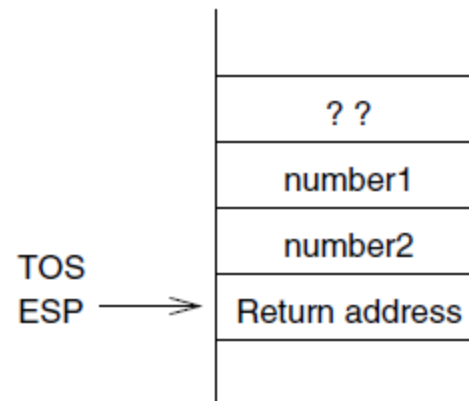 ? ?
number1
number2
TOS
ESP
Return address